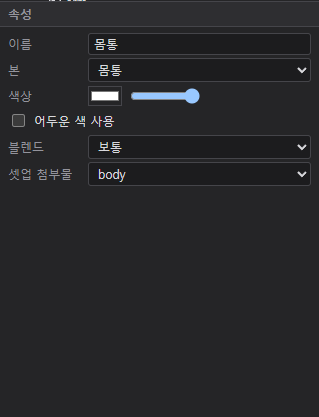 속성
이름 몸통
본 몸통
색상
어두운 색 사용
블렌드 보통
셋업 첨부물 body